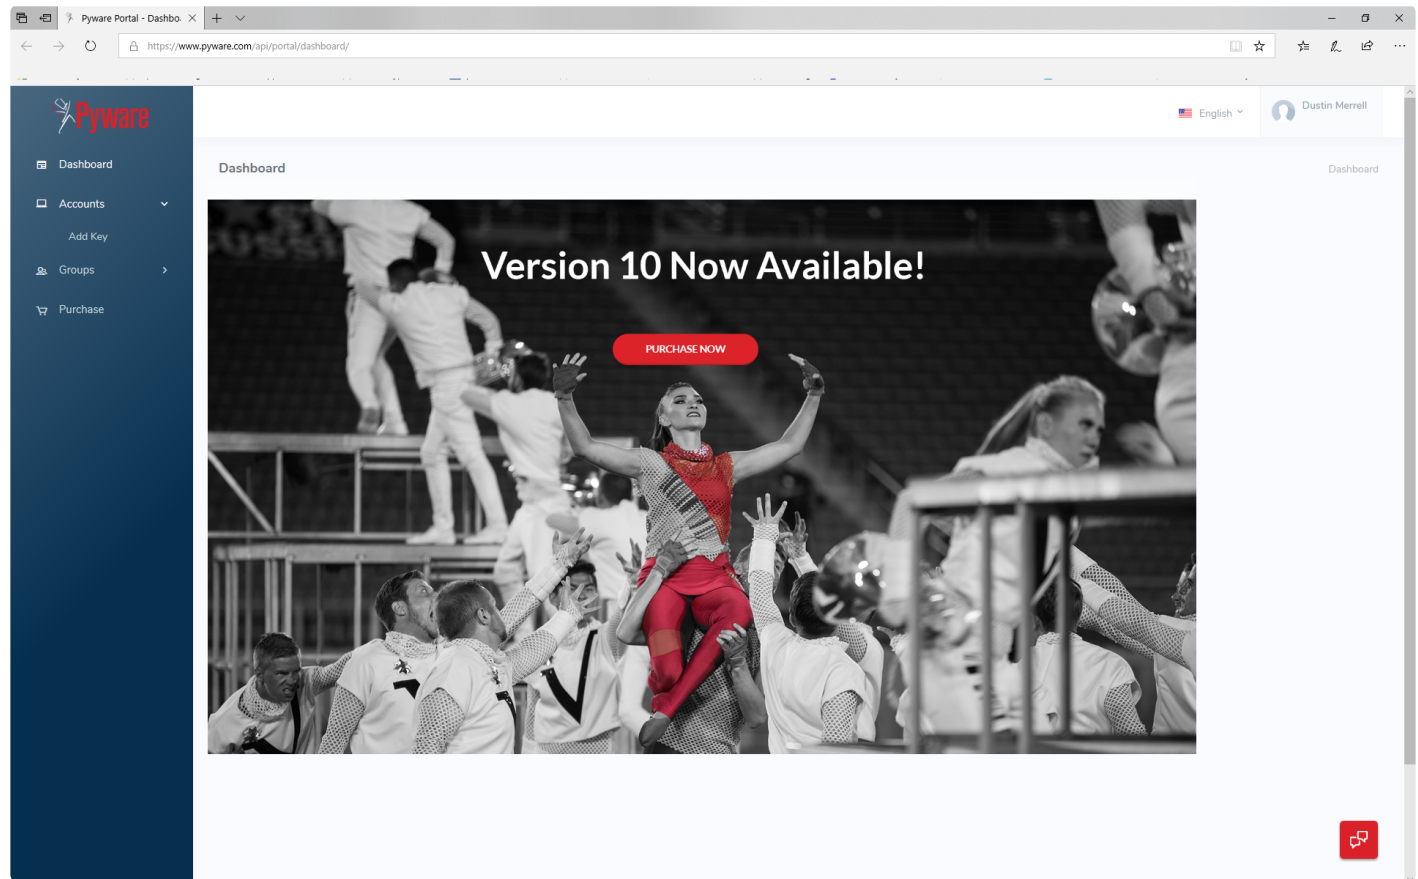 Pyware Portal - Dashbo
https://www.pyware.com/api/portal/dashboard/
Pyware
English
Dustin Merrell
Dashboard
Accounts
Add Key
Groups
Purchase
Dashboard
Dashboard
Version 10 Now Available!
PURCHASE NOW